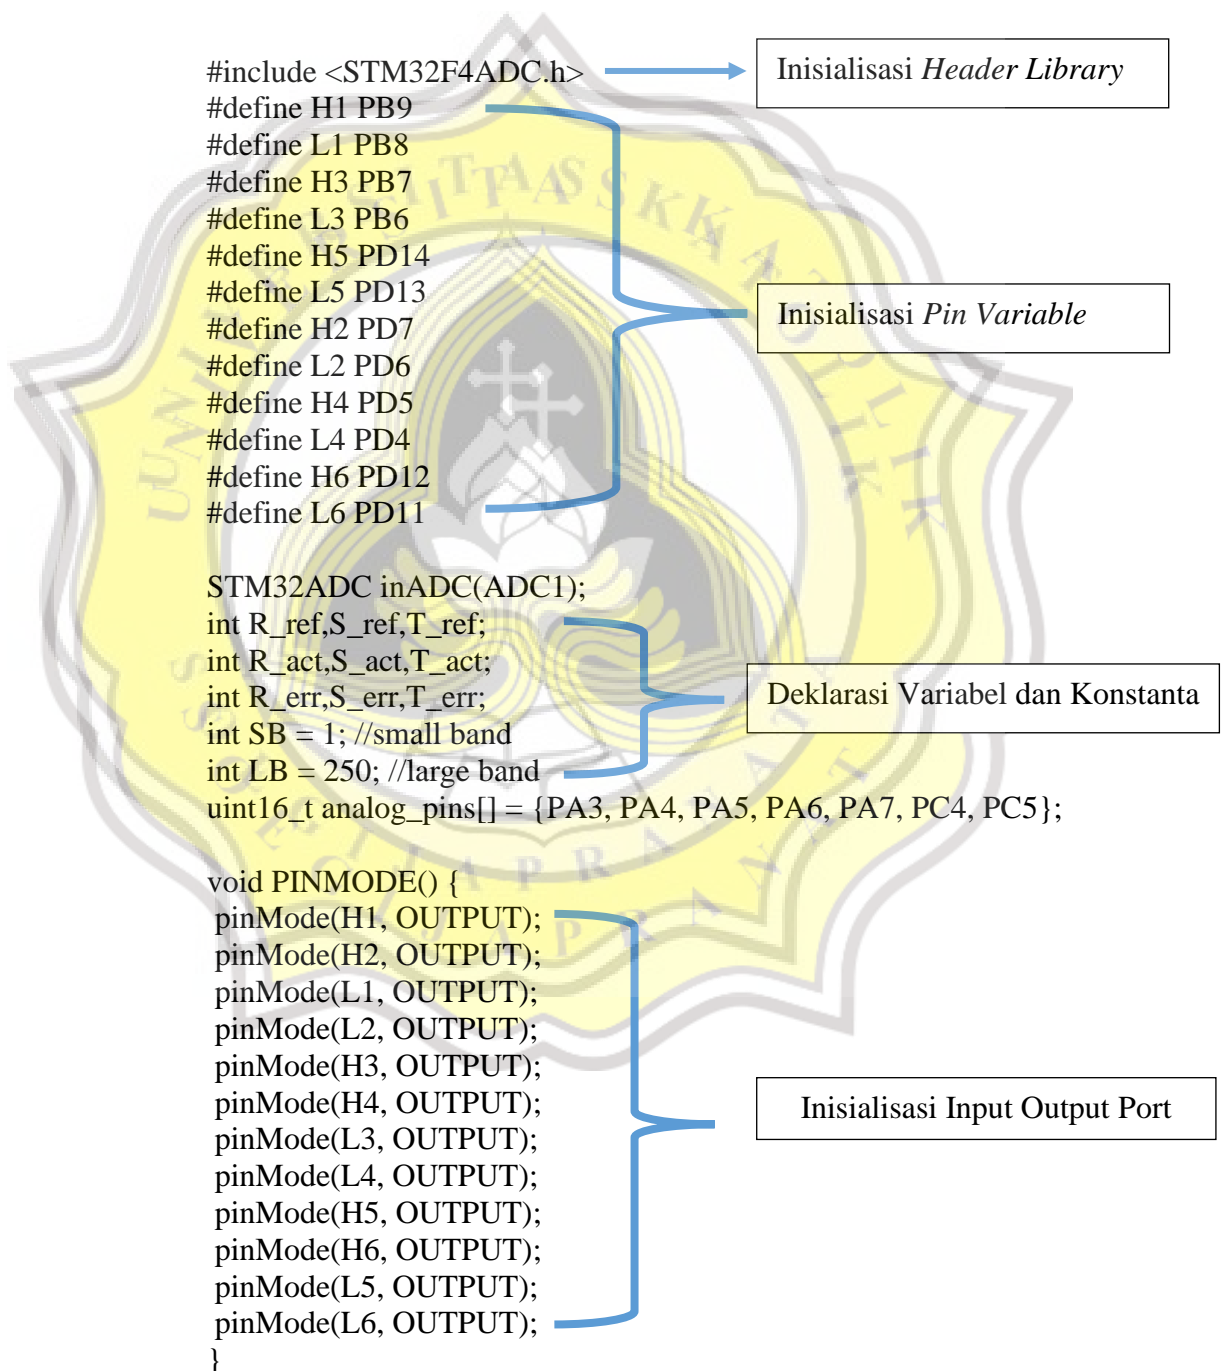 #include <STM32F4ADC.h>
Inisialisasi Header Library
#define H1 PB9
#define L1 PB8
#define H3 PB7
#define L3 PB6
#define H5 PD14
#define L5 PD13
#define H2 PD7
#define L2 PD6
#define H4 PD5
#define L4 PD4
#define H6 PD12
#define L6 PD11
Inisialisasi Pin Variable
STM32ADC inADC(ADC1);
int R_ref,S_ref,T_ref;
int R_act,S_act,T_act;
int R_err,S_err,T_err;
int SB = 1; //small band
int LB = 250; //large band
Deklarasi Variabel dan Konstanta
uint16_t analog_pins[] = {PA3, PA4, PA5, PA6, PA7, PC4, PC5};
void PINMODE() {
pinMode(H1, OUTPUT);
pinMode(H2, OUTPUT);
pinMode(L1, OUTPUT);
pinMode(L2, OUTPUT);
pinMode(H3, OUTPUT);
pinMode(H4, OUTPUT);
pinMode(L3, OUTPUT);
pinMode(L4, OUTPUT);
pinMode(H5, OUTPUT);
pinMode(H6, OUTPUT);
pinMode(L5, OUTPUT);
pinMode(L6, OUTPUT);
}
Inisialisasi Input Output Port
UNIVERSITAS KATOLIK
SOEGIJAPRANATA